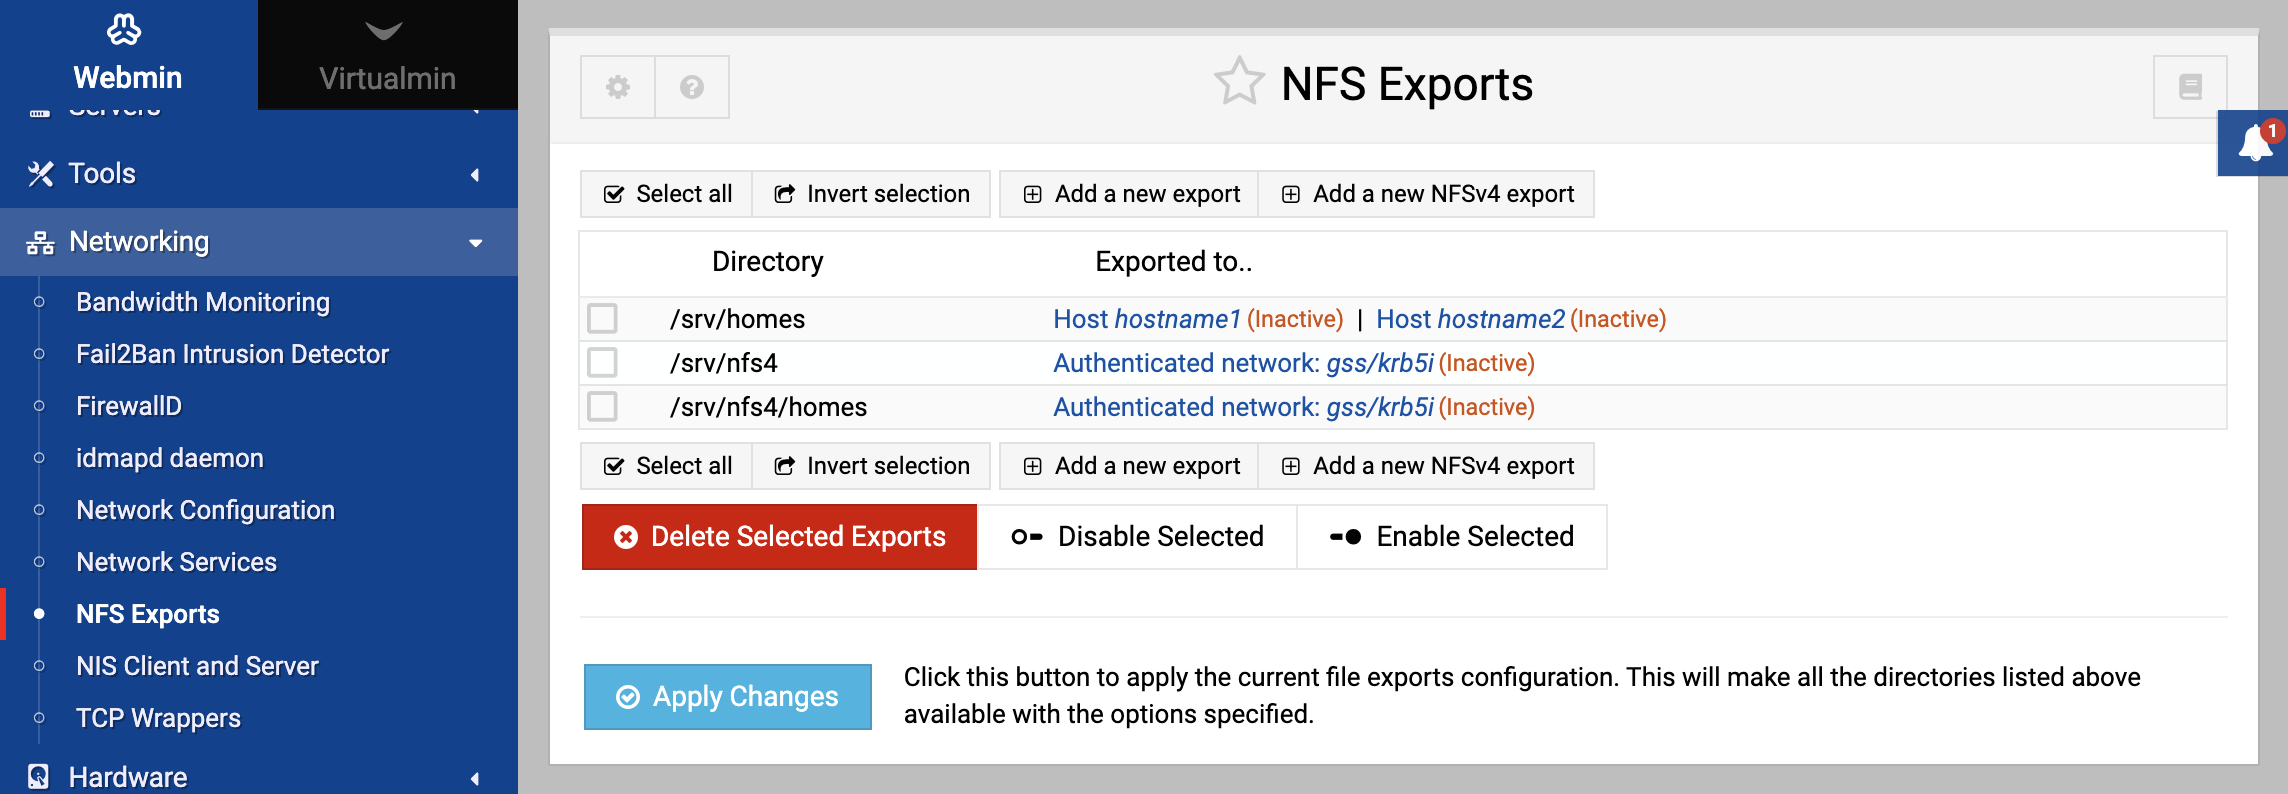 Webmin
Virtualmin
Servers
Tools
Networking
Bandwidth Monitoring
Fail2Ban Intrusion Detector
FirewallD
idmapd daemon
Network Configuration
Network Services
NFS Exports
NIS Client and Server
TCP Wrappers
Hardware
NFS Exports
1
Select all Invert selection Add a new export Add a new NFSv4 export
Directory Exported to..
/srv/homes Host hostname1 (Inactive) | Host hostname2 (Inactive)
/srv/nfs4 Authenticated network: gss/krb5i (Inactive)
/srv/nfs4/homes Authenticated network: gss/krb5i (Inactive)
Select all Invert selection Add a new export Add a new NFSv4 export
Delete Selected Exports Disable Selected Enable Selected
Apply Changes
Click this button to apply the current file exports configuration. This will make all the directories listed above
available with the options specified.